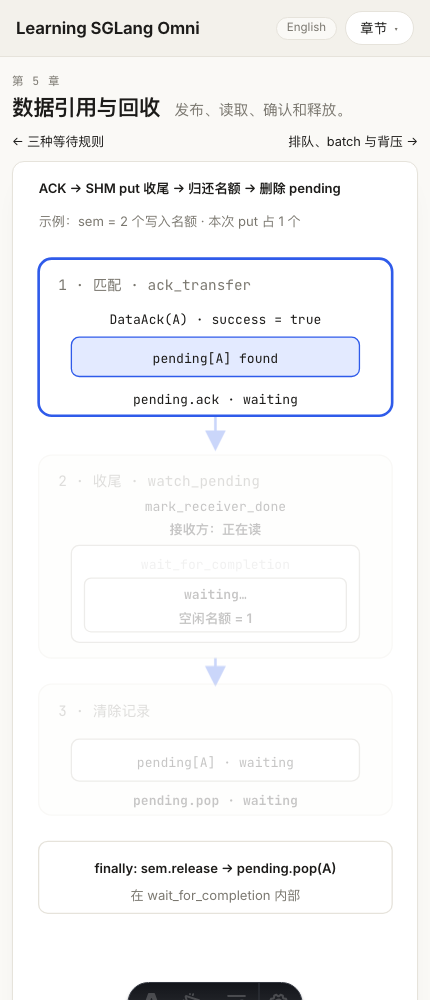 Learning SGLang Omni
English
章节 ·
第 5 章
数据引用与回收 发布、读取、确认和释放。
← 三种等待规则
排队、batch 与背压 →
ACK → SHM put 收尾 → 归还名额 → 删除 pending
示例：sem = 2 个写入名额 · 本次 put 占 1 个
1 · 匹配 · ack_transfer
DataAck(A) · success = true
pending[A] found
pending.ack · waiting
2 · 收尾 · watch_pending
mark_receiver_done
接收方：正在读
wait_for_completion
waiting…
空闲名额 = 1
3 · 清除记录
pending[A] · waiting
pending.pop · waiting
finally: sem.release → pending.pop(A)
在 wait_for_completion 内部